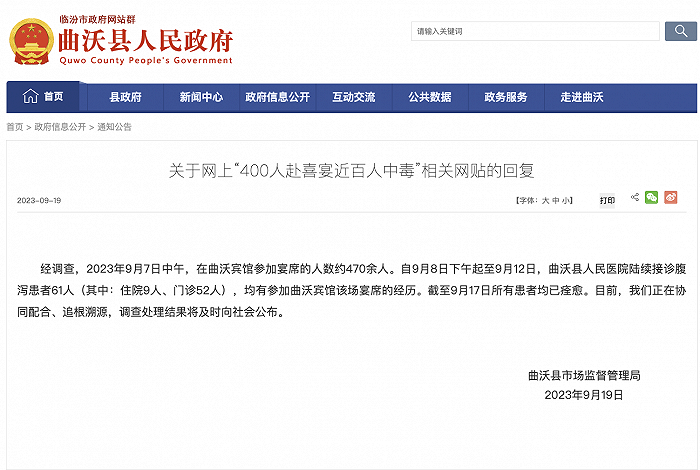 临汾市政府网站群
曲沃县人民政府
Quwo County People's Government
请输入关键词
首页 县政府 新闻中心 政府信息公开 互动交流 公共数据 政务服务 走进曲沃
首页 > 政府信息公开 > 通知公告
关于网上“400人赴喜宴近百人中毒”相关网贴的回复
2023-09-19 【字体：大 中 小】 打印
经调查，2023年9月7日中午，在曲沃宾馆参加宴席的人数约470余人。自9月8日下午起至9月12日，曲沃县人民医院陆续接诊腹
泻患者61人（其中：住院9人、门诊52人），均有参加曲沃宾馆该场宴席的经历。截至9月17日所有患者均已痊愈。目前，我们正在协
同配合、追根溯源，调查处理结果将及时向社会公布。
曲沃县市场监督管理局
2023年9月19日